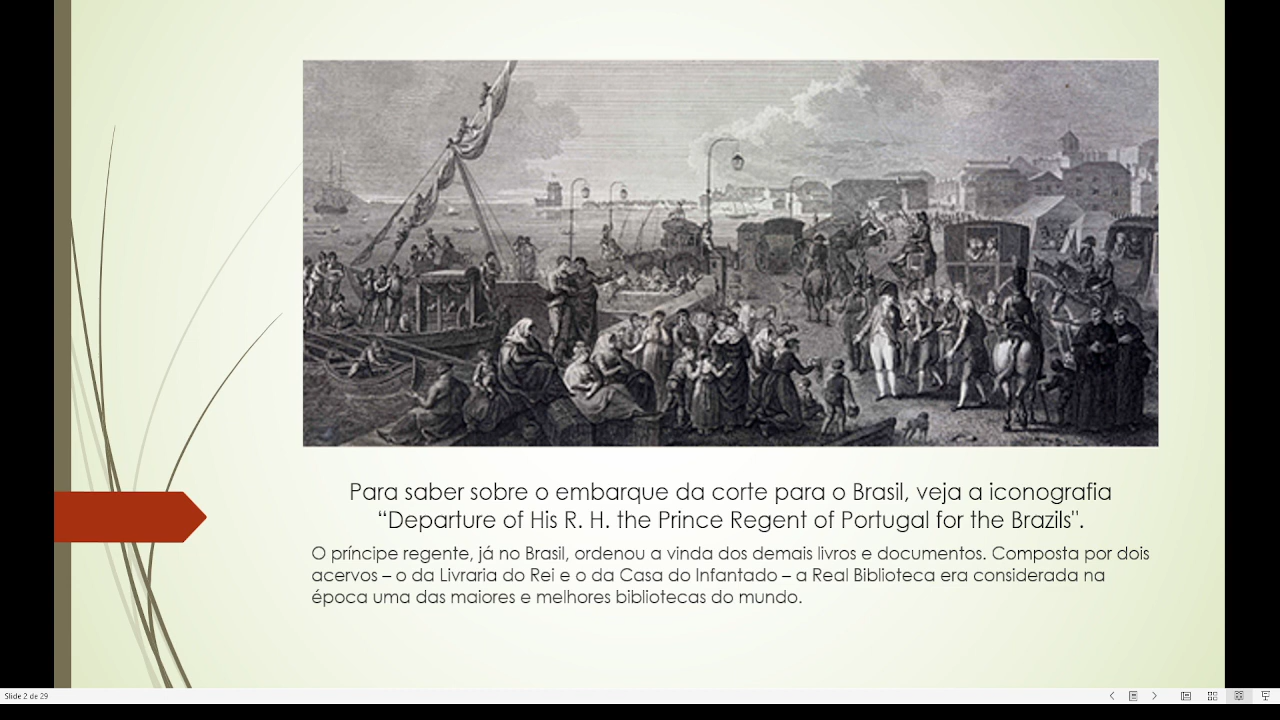 Para saber sobre o embarque da corte para o Brasil, veja a iconografia
“Departure of His R. H. the Prince Regent of Portugal for the Brazils".
O príncipe regente, já no Brasil, ordenou a vinda dos demais livros e documentos. Composta por dois
acervos – o da Livraria do Rei e o da Casa do Infantado – a Real Biblioteca era considerada na
época uma das maiores e melhores bibliotecas do mundo.
Slide 2 de 29